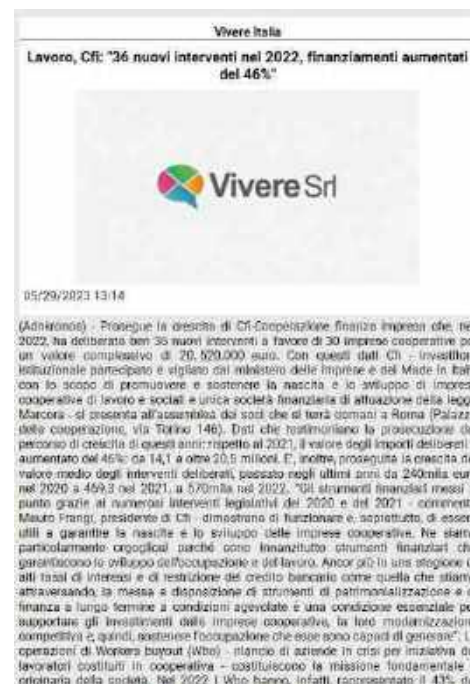 Vivere Italia
Lavoro, Cfi: "36 nuovi interventi nel 2022, finanziamenti aumentati
del 46%"
Vivere Srl
05/29/2023 13:14
(Adnkronos) - Prosegue la crescita di Cfi-Cooperazione finanza impresa che, nel
2022, ha deliberato ben 36 nuovi interventi a favore di 30 imprese cooperative per
un valore complessivo di 20.520.000 euro. Con questi dati Cfi - investitore
istituzionale partecipato e vigilato dal ministero delle Imprese e del Made in Italy
con lo scopo di promuovere e sostenere la nascita e lo sviluppo di imprese
cooperative di lavoro e sociali e unica società finanziaria di attuazione della legge
Marcora - si presenta all'assemblea dei soci che si terrà domani a Roma (Palazzo
della cooperazione, via Torino 146). Dati che testimoniano la prosecuzione del
percorso di crescita di questi anni: rispetto al 2021, il valore degli importi deliberati è
aumentato del 46%: da 14,1 a oltre 20,5 milioni. E', inoltre, proseguita la crescita del
valore medio degli interventi deliberati, passato negli ultimi anni da 240mila euro
nel 2020 a 469,3 nel 2021, a 570mila nel 2022. "Gli strumenti finanziari messi a
punto grazie ai numerosi interventi legislativi del 2020 e del 2021 - commenta
Mauro Frangi, presidente di Cfi - dimostrano di funzionare e, soprattutto, di essere
utili a garantire la nascita e lo sviluppo delle imprese cooperative. Ne siamo
particolarmente orgogliosi perché sono innanzitutto strumenti finanziari che
garantiscono lo sviluppo dell'occupazione e del lavoro. Ancor più in una stagione di
alti tassi di interessi e di restrizione del credito bancario come quella che stiamo
attraversando, la messa a disposizione di strumenti di patrimonializzazione e di
finanza a lungo termine a condizioni agevolate è una condizione essenziale per
supportare gli investimenti delle imprese cooperative, la loro modernizzazione
competitiva e, quindi, sostenere l'occupazione che esse sono capaci di generare". Le
operazioni di Workers buyout (Wbo) - rilancio di aziende in crisi per iniziativa dei
lavoratori costituiti in cooperativa - costituiscono la missione fondamentale e
originaria della società. Nel 2022 i Wbo hanno, infatti, rappresentato il 43% di